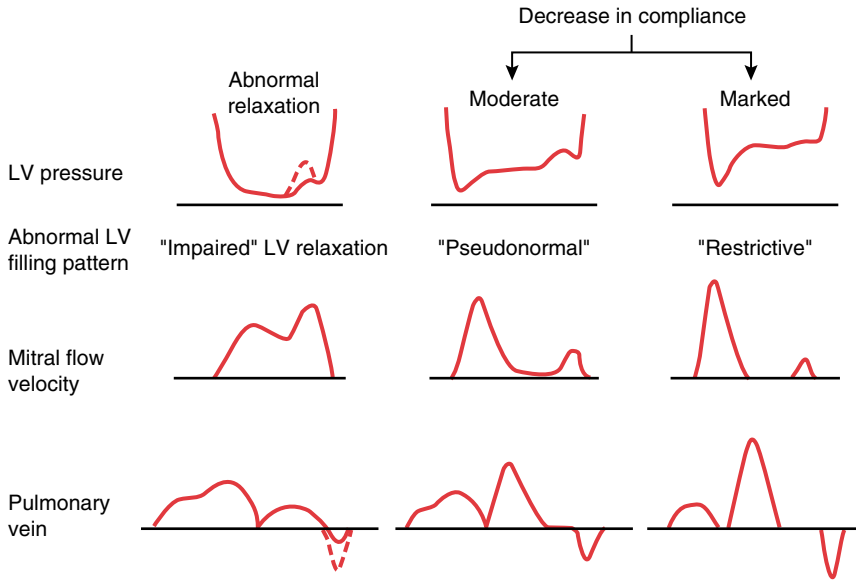 Decrease in compliance
Abnormal
relaxation
Moderate
Marked
LV pressure
Abnormal LV
filling pattern
"Impaired" LV relaxation
"Pseudonormal"
"Restrictive"
Mitral flow
velocity
Pulmonary
vein